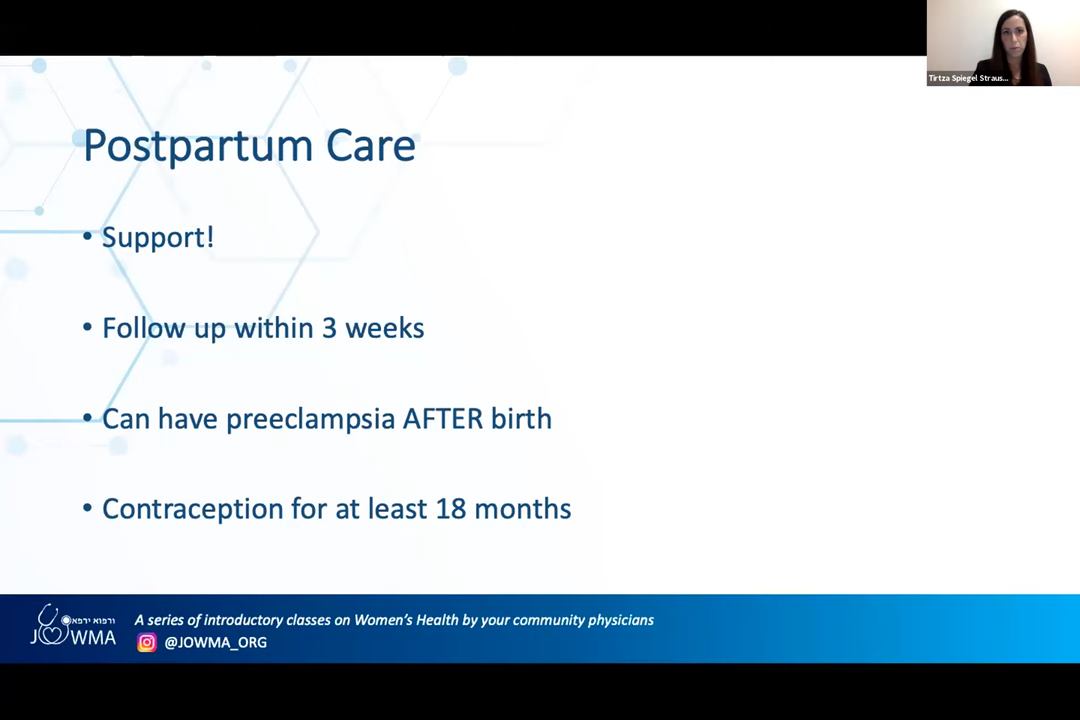 Tirtza Spiegel Straus...
Postpartum Care
• Support!
• Follow up within 3 weeks
• Can have preeclampsia AFTER birth
• Contraception for at least 18 months
ורפוא ירפא
JOWMA
A series of introductory classes on Women's Health by your community physicians
@JOWMA_ORG